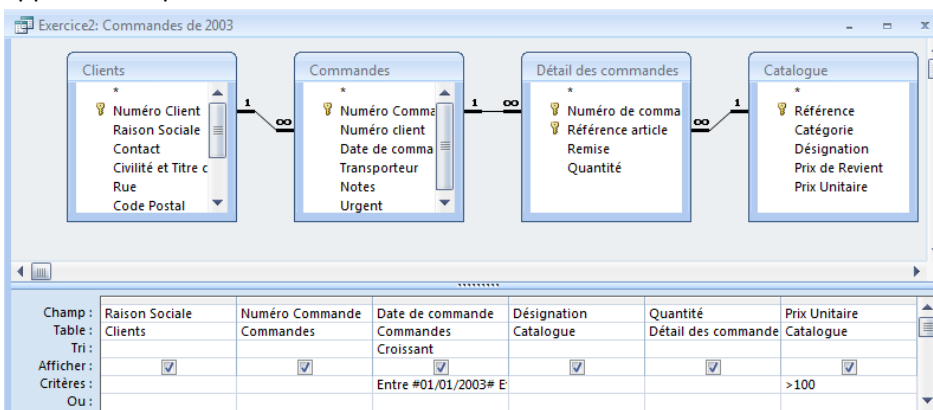 Exercice2: Commandes de 2003
Clients
*
Numéro Client
Raison Sociale
Contact
Civilité et Titre c
Rue
Code Postal
1
∞
Commandes
*
Numéro Comma
Numéro client
Date de comma
Transporteur
Notes
Urgent
1
∞
Détail des commandes
*
Numéro de comma
Référence article
Remise
Quantité
∞
1
Catalogue
*
Référence
Catégorie
Désignation
Prix de Revient
Prix Unitaire
Champ : Raison Sociale Numéro Commande Date de commande Désignation Quantité Prix Unitaire
Table : Clients Commandes Commandes Catalogue Détail des commande Catalogue
Tri : Croissant
Afficher :
Critères : Entre #01/01/2003# E >100
Ou :